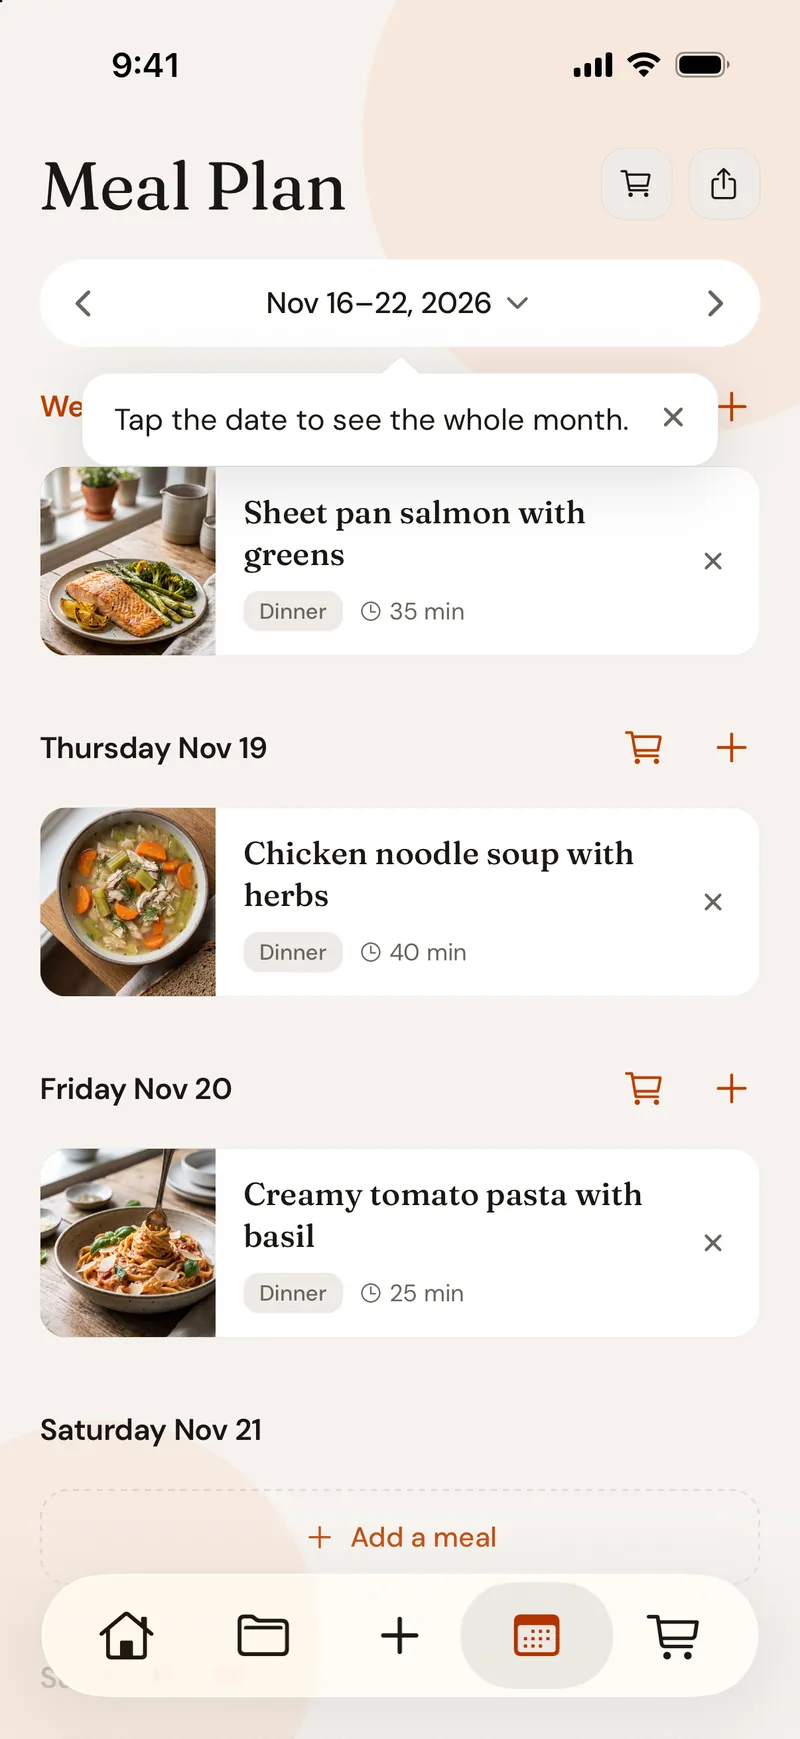 9:41
Meal Plan
Nov 16–22, 2026
Tap the date to see the whole month.
Sheet pan salmon with
greens
Dinner 35 min
Thursday Nov 19
Chicken noodle soup with
herbs
Dinner 40 min
Friday Nov 20
Creamy tomato pasta with
basil
Dinner 25 min
Saturday Nov 21
Add a meal